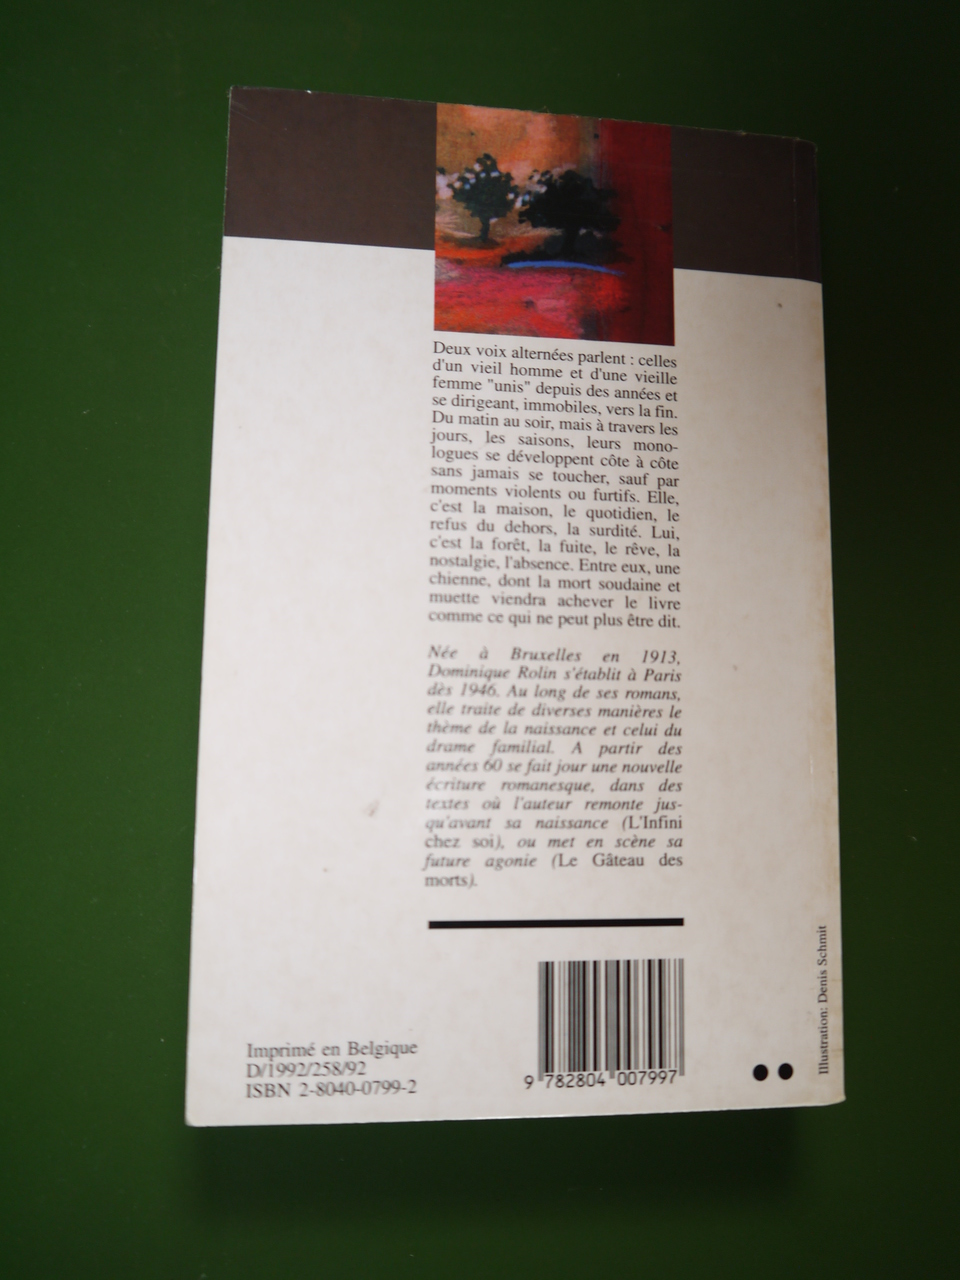 Deux voix alternées parlent : celles
d'un vieil homme et d'une vieille
femme "unis" depuis des années et
se dirigeant, immobiles, vers la fin.
Du matin au soir, mais à travers les
jours, les saisons, leurs mono-
logues se développent côte à côte
sans jamais se toucher, sauf par
moments violents ou furtifs. Elle,
c'est la maison, le quotidien, le
refus du dehors, la surdité. Lui,
c'est la forêt, la fuite, le rêve, la
nostalgie, l'absence. Entre eux, une
chienne, dont la mort soudaine et
muette viendra achever le livre
comme ce qui ne peut plus être dit.
Née à Bruxelles en 1913,
Dominique Rolin s'établit à Paris
dès 1946. Au long de ses romans,
elle traite de diverses manières le
thème de la naissance et celui du
drame familial. A partir des
années 60 se fait jour une nouvelle
écriture romanesque, dans des
textes où l'auteur remonte jus-
qu'avant sa naissance (L'Infini
chez soi), ou met en scène sa
future agonie (Le Gâteau des
morts).
Imprimé en Belgique
D/1992/258/92
ISBN 2-8040-0799-2
9 782804 007997
Illustration: Denis Schmit